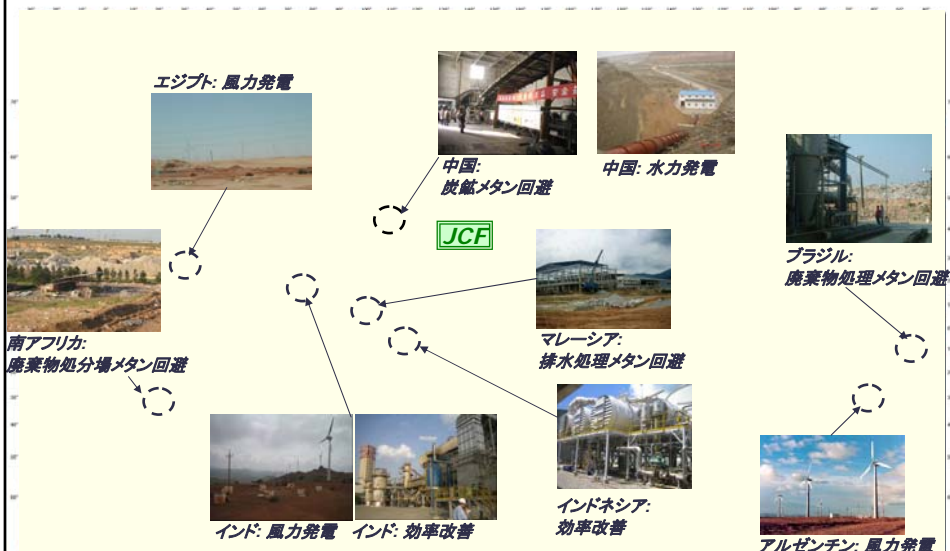 エジプト: 風力発電
中国:
炭鉱メタン回避
中国: 水力発電
JCF
ブラジル:
廃棄物処理メタン回避
南アフリカ:
廃棄物処分場メタン回避
マレーシア:
排水処理メタン回避
インド: 風力発電
インド: 効率改善
インドネシア:
効率改善
アルゼンチン: 風力発電